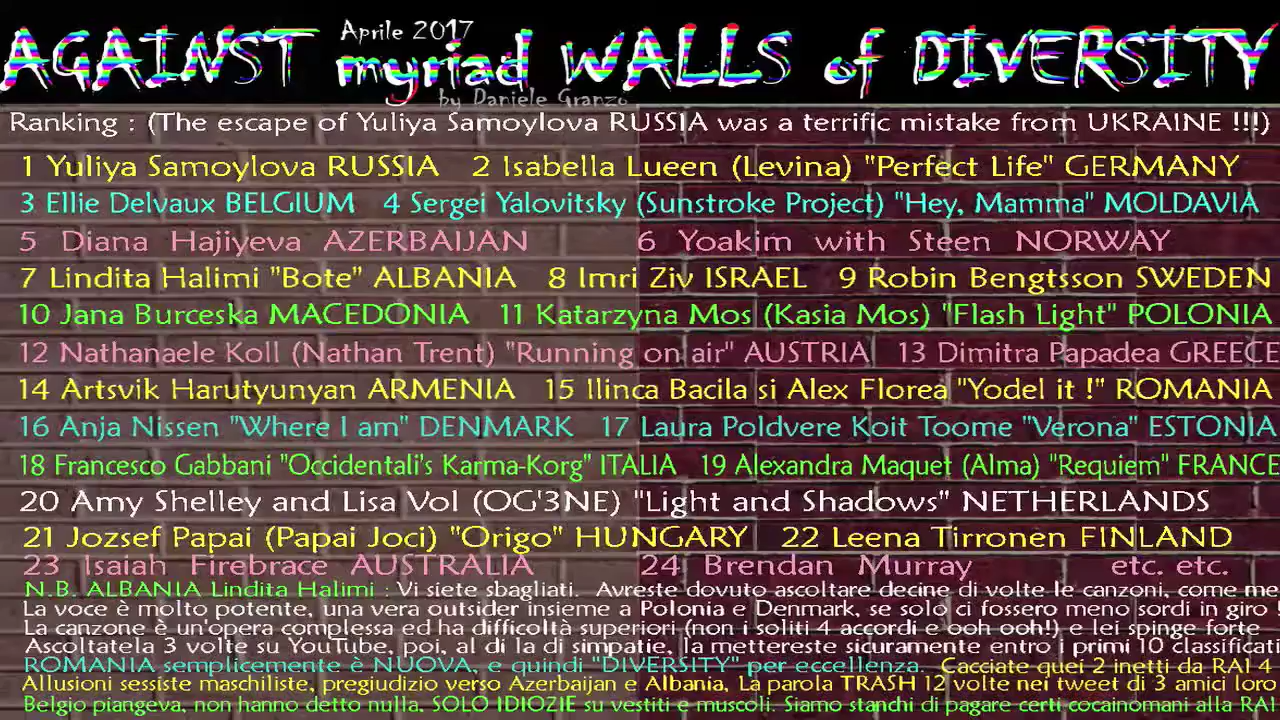 Aprile 2017
AGAINST myriad WALLS of DIVERSITY
by Daniele Granzo
Ranking : (The escape of Yuliya Samoylova RUSSIA was a terrific mistake from UKRAINE !!!)
1 Yuliya Samoylova RUSSIA 2 Isabella Lueen (Levina) "Perfect Life" GERMANY
3 Ellie Delvaux BELGIUM 4 Sergei Yalovitsky (Sunstroke Project) "Hey, Mamma" MOLDAVIA
5 Diana Hajiyeva AZERBAIJAN 6 Yoakim with Steen NORWAY
7 Lindita Halimi "Bote" ALBANIA 8 Imri Ziv ISRAEL 9 Robin Bengtsson SWEDEN
10 Jana Burceska MACEDONIA 11 Katarzyna Mos (Kasia Mos) "Flash Light" POLONIA
12 Nathanaele Koll (Nathan Trent) "Running on air" AUSTRIA 13 Dimitra Papadea GREECE
14 Artsvik Harutyunyan ARMENIA 15 Ilinca Bacila si Alex Florea "Yodel it !" ROMANIA
16 Anja Nissen "Where I am" DENMARK 17 Laura Poldvere Koit Toome "Verona" ESTONIA
18 Francesco Gabbani "Occidentali's Karma-Korg" ITALIA 19 Alexandra Maquet (Alma) "Requiem" FRANCE
20 Amy Shelley and Lisa Vol (OG'3NE) "Light and Shadows" NETHERLANDS
21 Jozsef Papai (Papai Joci) "Origo" HUNGARY 22 Leena Tirronen FINLAND
23 Isaiah Firebrace AUSTRALIA 24 Brendan Murray etc. etc.
N.B. ALBANIA Lindita Halimi : Vi siete sbagliati. Avreste dovuto ascoltare decine di volte le canzoni, come me
La voce è molto potente, una vera outsider insieme a Polonia e Denmark, se solo ci fossero meno sordi in giro !
La canzone è un'opera complessa ed ha difficoltà superiori (non i soliti 4 accordi e ooh ooh!) e lei spinge forte
Ascoltatela 3 volte su YouTube, poi, al di là di simpatie, la mettereste sicuramente entro i primi 10 classificati
ROMANIA semplicemente è NUOVA, e quindi "DIVERSITY" per eccellenza. Cacciate quei 2 inetti da RAI 4
Allusioni sessiste maschiliste, pregiudizio verso Azerbaijan e Albania, La parola TRASH 12 volte nei tweet di 3 amici loro
Belgio piangeva, non hanno detto nulla, SOLO IDIOZIE su vestiti e muscoli. Siamo stanchi di pagare certi cocainomani alla RAI